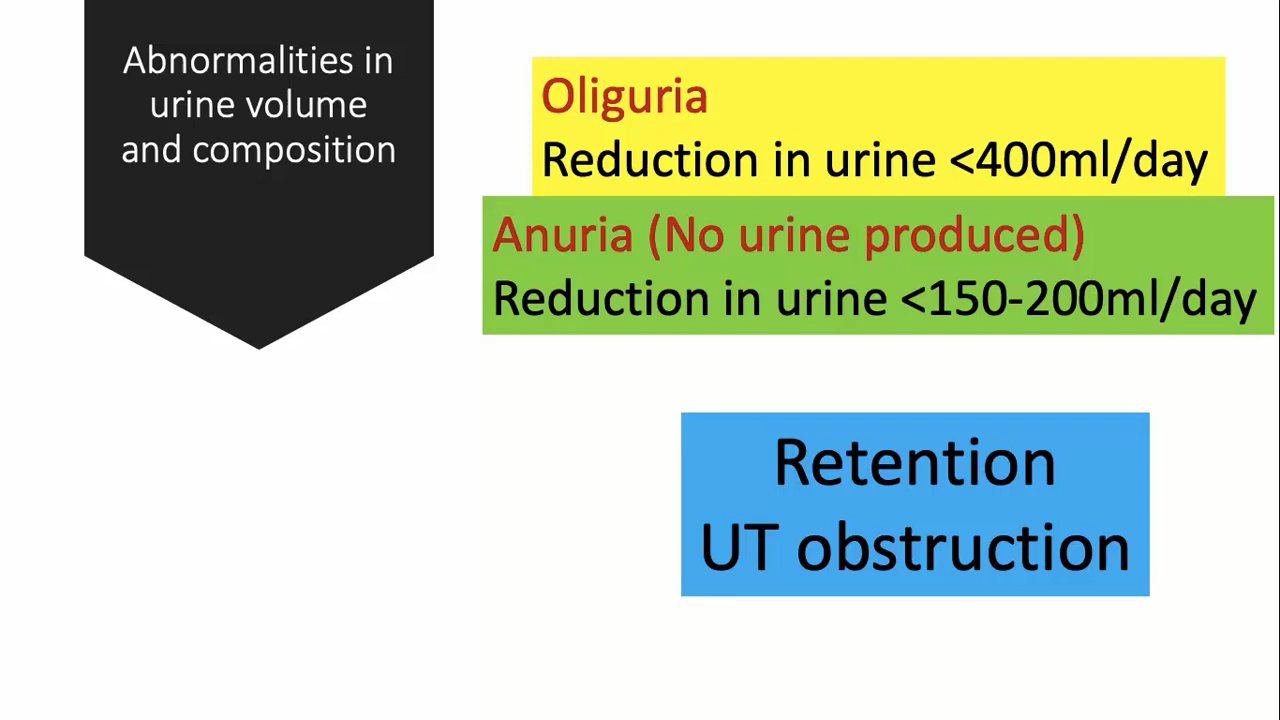 Abnormalities in
urine volume
and composition
Oliguria
Reduction in urine <400ml/day
Anuria (No urine produced)
Reduction in urine <150-200ml/day
Retention
UT obstruction